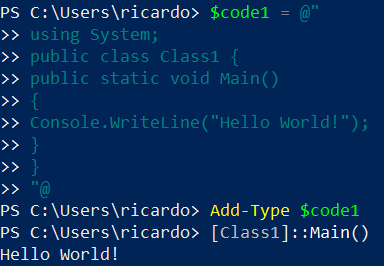 PS C:\Users\ricardo> $code1 = @"
>> using System;
>> public class Class1 {
>> public static void Main()
>> {
>> Console.WriteLine("Hello World!");
>> }
>> }
>> "@
PS C:\Users\ricardo> Add-Type $code1
PS C:\Users\ricardo> [Class1]::Main()
Hello World!